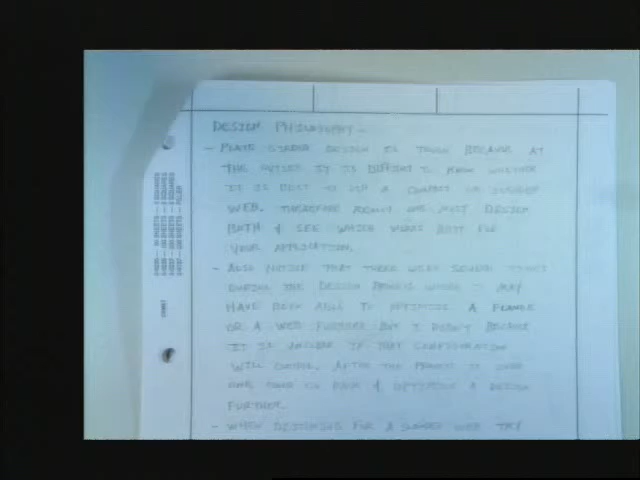 DESIGN PHILOSOPHY -
- PLATE GIRDER DESIGN IS TOUGH BECAUSE AT
THE OUTSET IT IS DIFFICULT TO KNOW WHETHER
IT IS BEST TO USE A COMPACT OR SLENDER
WEB. THEREFORE ONE MUST DESIGN
BOTH & SEE WHICH WORKS BEST FOR
YOUR APPLICATION.
- ALSO NOTICE THAT THERE WERE SEVERAL TIMES
DURING THE DESIGN PROCESS WHERE I MAY
HAVE BEEN ABLE TO OPTIMIZE A FLANGE
OR A WEB FURTHER BUT I DIDN'T BECAUSE
IT IS UNCLEAR IF THAT CONFIGURATION
WILL CONTROL. AFTER THE PROCESS IS OVER
ONE COULD GO BACK & OPTIMIZE A DESIGN
FURTHER.
- WHEN DESIGNING FOR A SLENDER WEB TRY